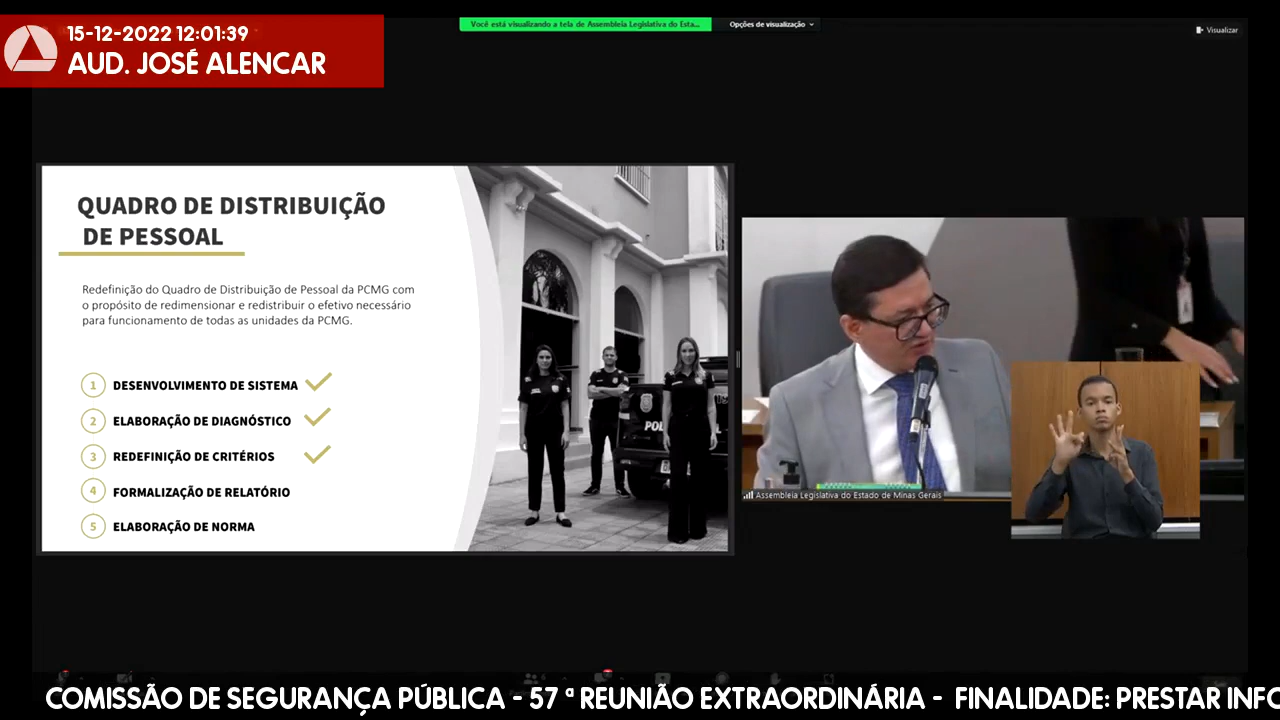 15-12-2022 12:01:39
AUD. JOSÉ ALENCAR
Você está visualizando a tela de Assembleia Legislativa do Esta...
Opções de visualização
Visualizar
QUADRO DE DISTRIBUIÇÃO
DE PESSOAL
Redefinição do Quadro de Distribuição de Pessoal da PCMG com
o propósito de redimensionar e redistribuir o efetivo necessário
para funcionamento de todas as unidades da PCMG.
1 DESENVOLVIMENTO DE SISTEMA
2 ELABORAÇÃO DE DIAGNÓSTICO
3 REDEFINIÇÃO DE CRITÉRIOS
4 FORMALIZAÇÃO DE RELATÓRIO
5 ELABORAÇÃO DE NORMA
POL
Assembleia Legislativa do Estado de Minas Gerais
COMISSÃO DE SEGURANÇA PÚBLICA - 57 ª REUNIÃO EXTRAORDINÁRIA - FINALIDADE: PRESTAR INFO